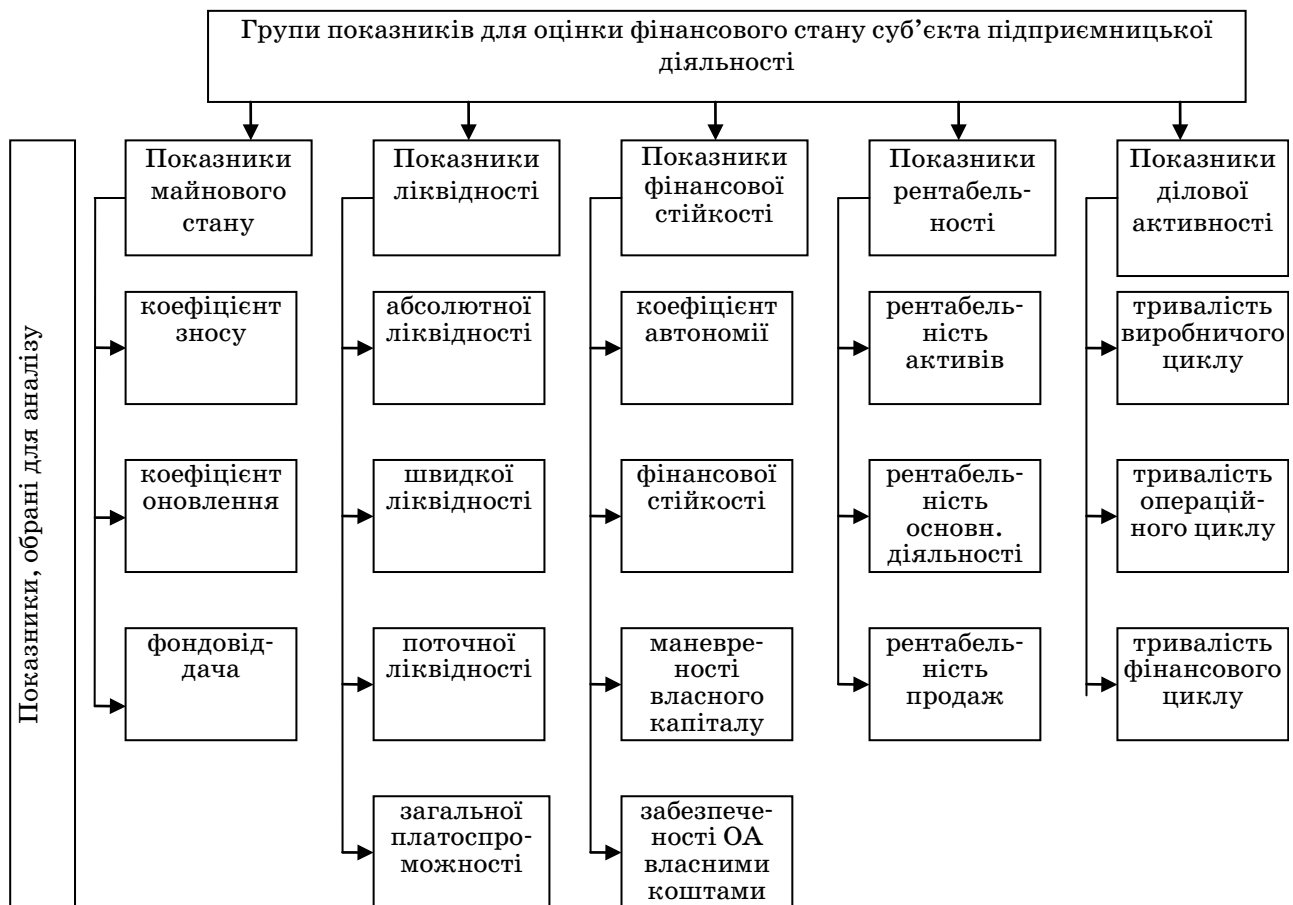 Групи показників для оцінки фінансового стану суб’єкта підприємницької
діяльності
Показники, обрані для аналізу
Показники
майнового
стану
коефіцієнт
зносу
коефіцієнт
оновлення
фондовід-
дача
Показники
ліквідності
абсолютної
ліквідності
швидкої
ліквідності
поточної
ліквідності
загальної
платоспро-
можності
Показники
фінансової
стійкості
коефіцієнт
автономії
фінансової
стійкості
маневре-
ності
власного
капіталу
забезпече-
ності ОА
власними
коштами
Показники
рентабель-
ності
рентабель-
ність
активів
рентабель-
ність
основн.
діяльності
рентабель-
ність
продаж
Показники
ділової
активності
тривалість
виробничого
циклу
тривалість
операцій-
ного циклу
тривалість
фінансового
циклу